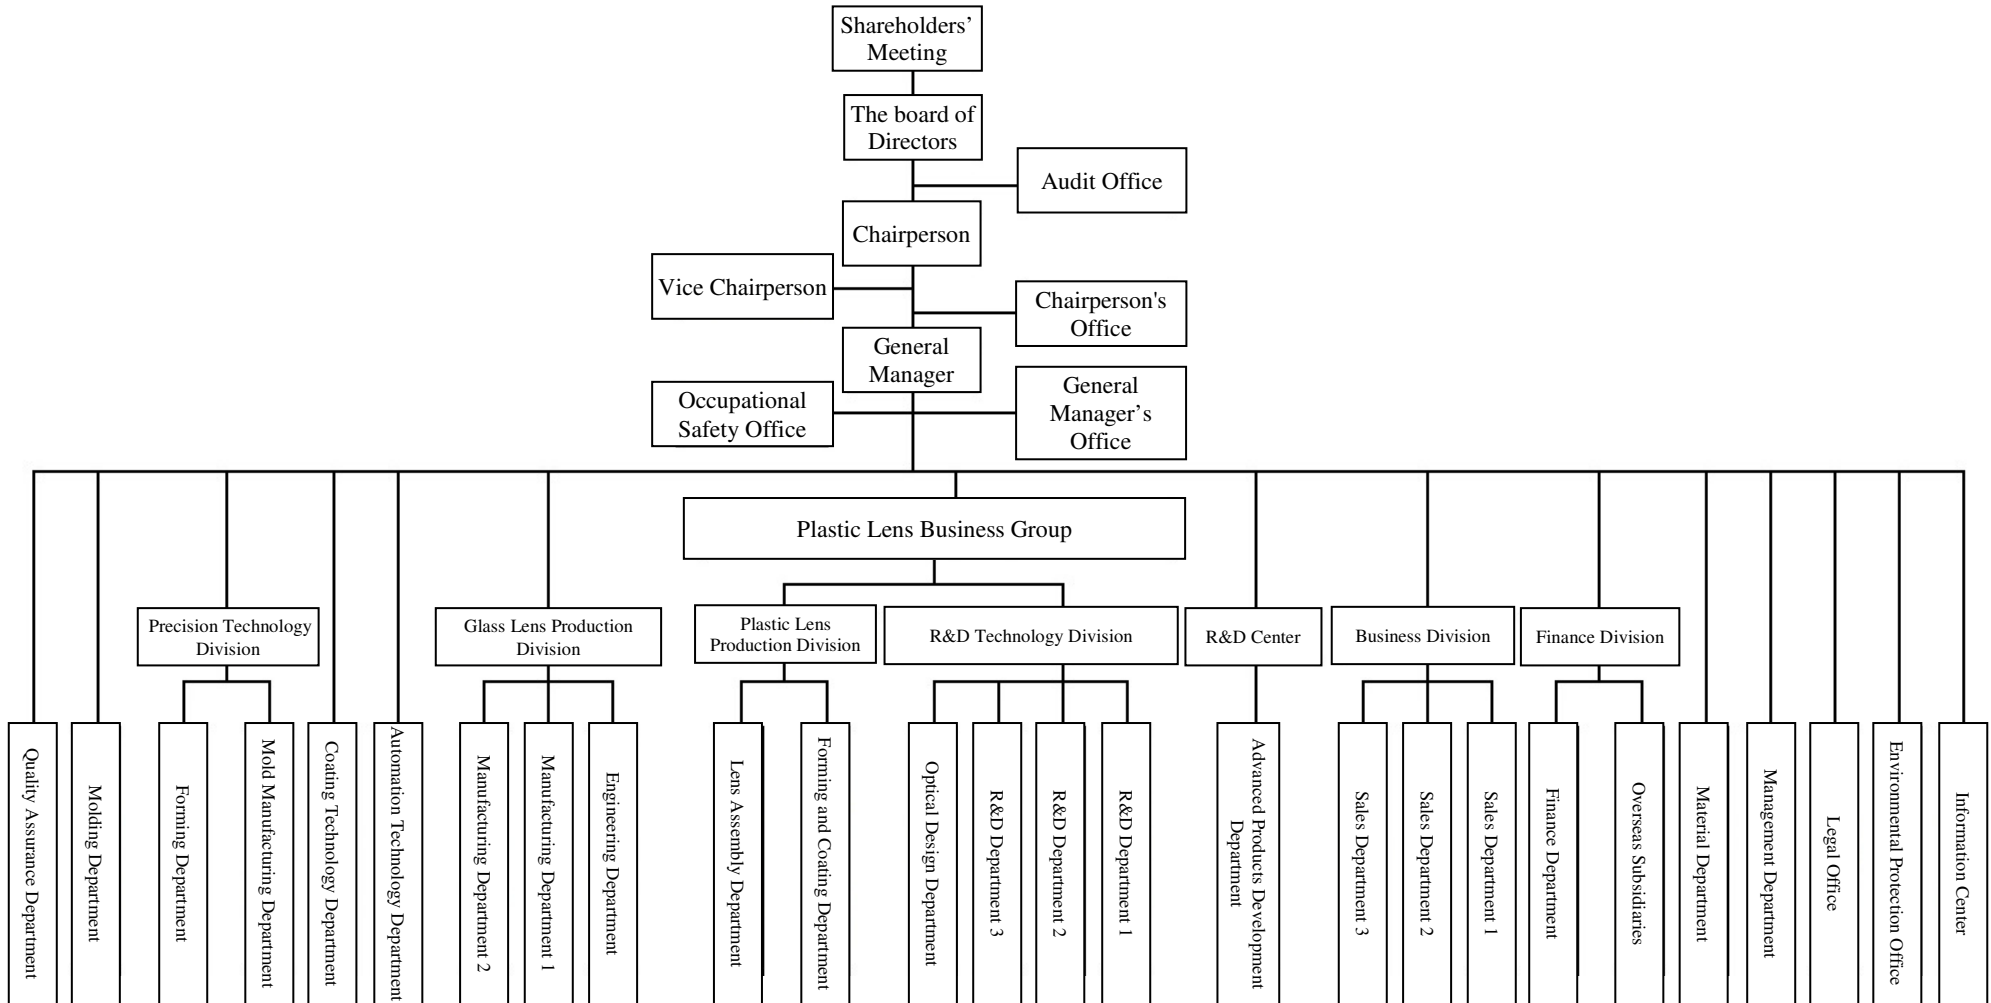 Shareholders’
Meeting
The board of
Directors
Audit Office
Chairperson
Vice Chairperson
Chairperson's
Office
General
Manager
Occupational
Safety Office
General
Manager’s
Office
Plastic Lens Business Group
Precision Technology
Division
Glass Lens Production
Division
Plastic Lens
Production Division
R&D Technology Division
R&D Center
Business Division
Finance Division
Quality Assurance Department
Molding Department
Forming Department
Mold Manufacturing Department
Coating Technology Department
Automation Technology Department
Manufacturing Department 2
Manufacturing Department 1
Engineering Department
Lens Assembly Department
Forming and Coating Department
Optical Design Department
R&D Department 3
R&D Department 2
R&D Department 1
Advanced Products Development
Department
Sales Department 3
Sales Department 2
Sales Department 1
Finance Department
Overseas Subsidiaries
Material Department
Management Department
Legal Office
Environmental Protection Office
Information Center